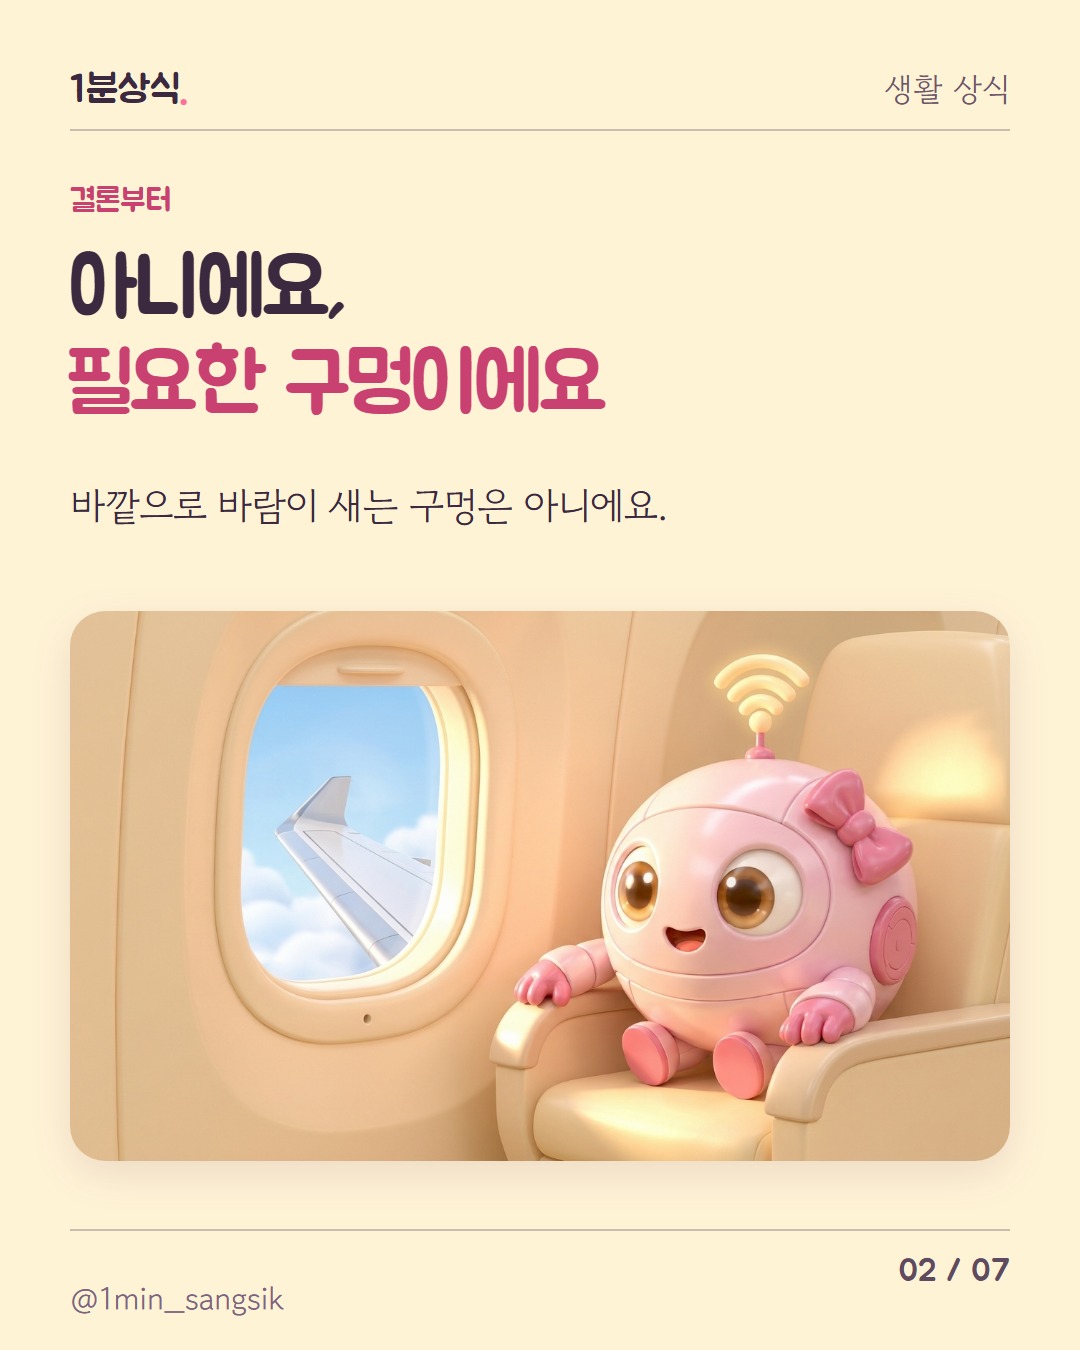 1분상식.
생활 상식
결론부터
아니에요,
필요한 구멍이에요
바깥으로 바람이 새는 구멍은 아니에요.
02 / 07
@1min_sangsik